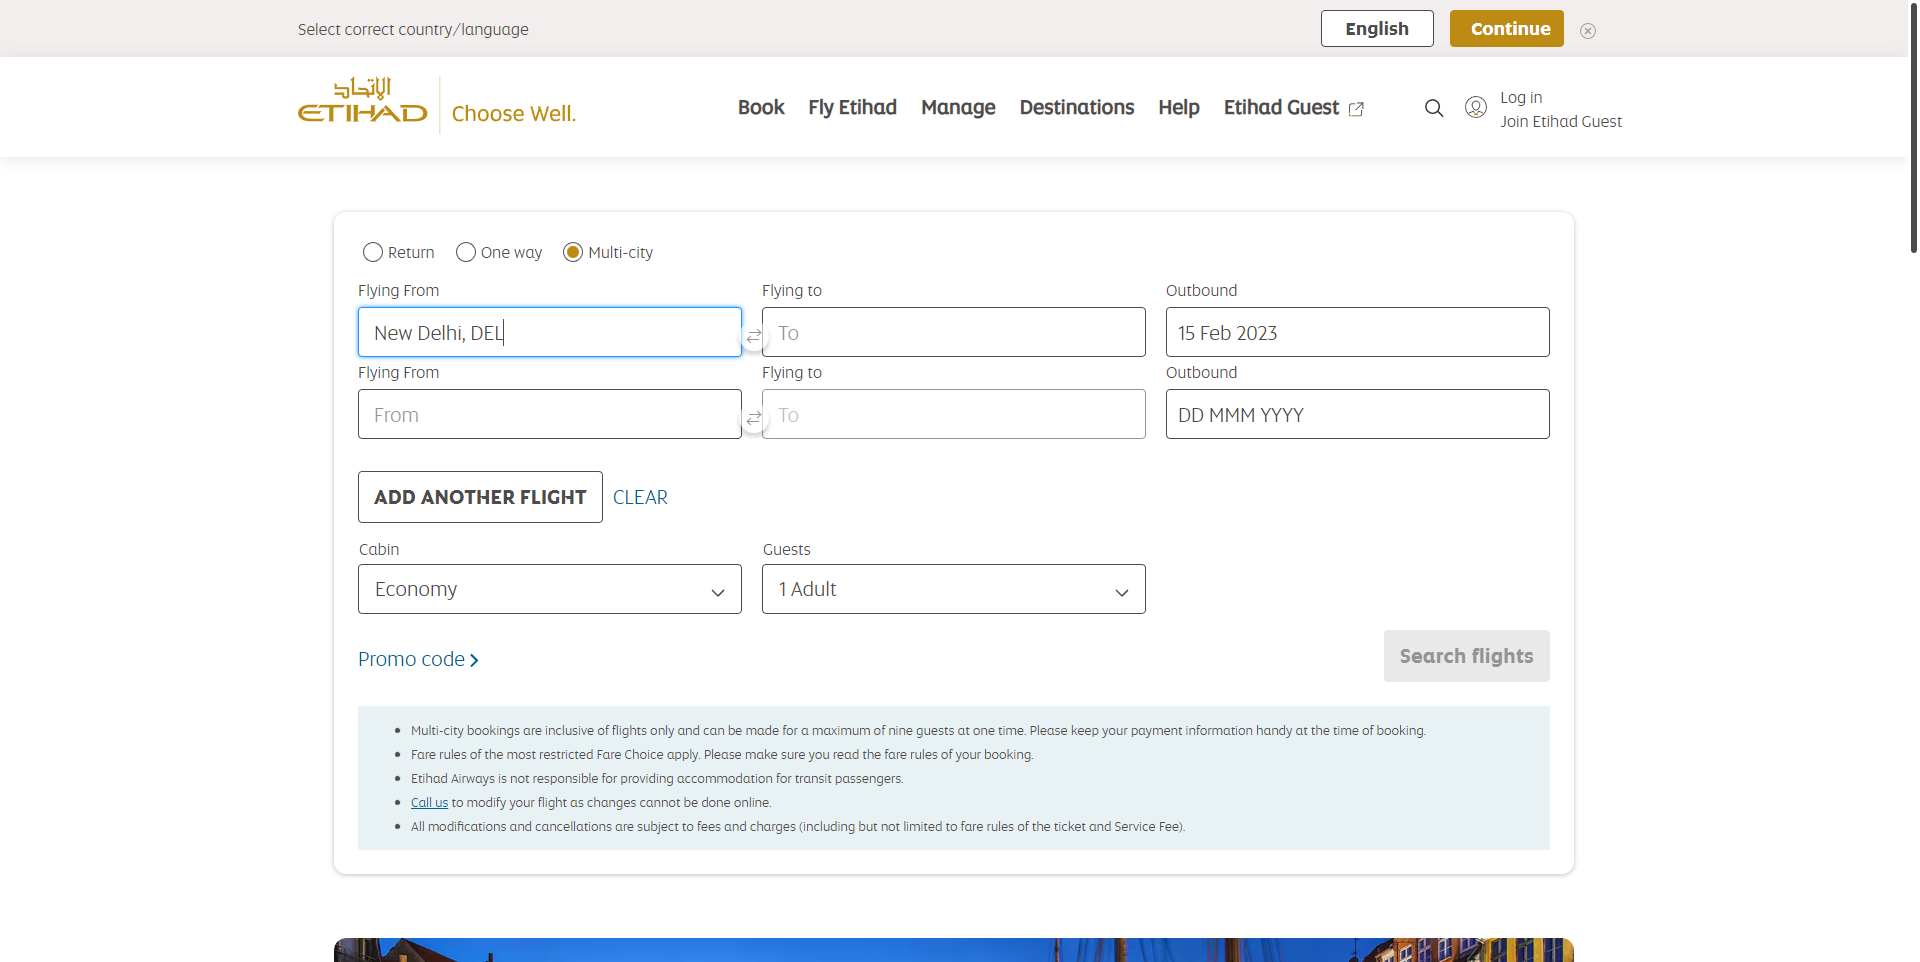 Select correct country/language
English
Continue
الإتحاد
ETIHAD
Choose Well.
Book Fly Etihad Manage Destinations Help Etihad Guest
Log in
Join Etihad Guest
Return One way Multi-city
Flying From Flying to Outbound
New Delhi, DEL To 15 Feb 2023
Flying From Flying to Outbound
From To DD MMM YYYY
ADD ANOTHER FLIGHT CLEAR
Cabin Guests
Economy 1 Adult
Promo code
Search flights
Multi-city bookings are inclusive of flights only and can be made for a maximum of nine guests at one time. Please keep your payment information handy at the time of booking.
Fare rules of the most restricted Fare Choice apply. Please make sure you read the fare rules of your booking.
Etihad Airways is not responsible for providing accommodation for transit passengers.
Call us to modify your flight as changes cannot be done online.
All modifications and cancellations are subject to fees and charges (including but not limited to fare rules of the ticket and Service Fee).